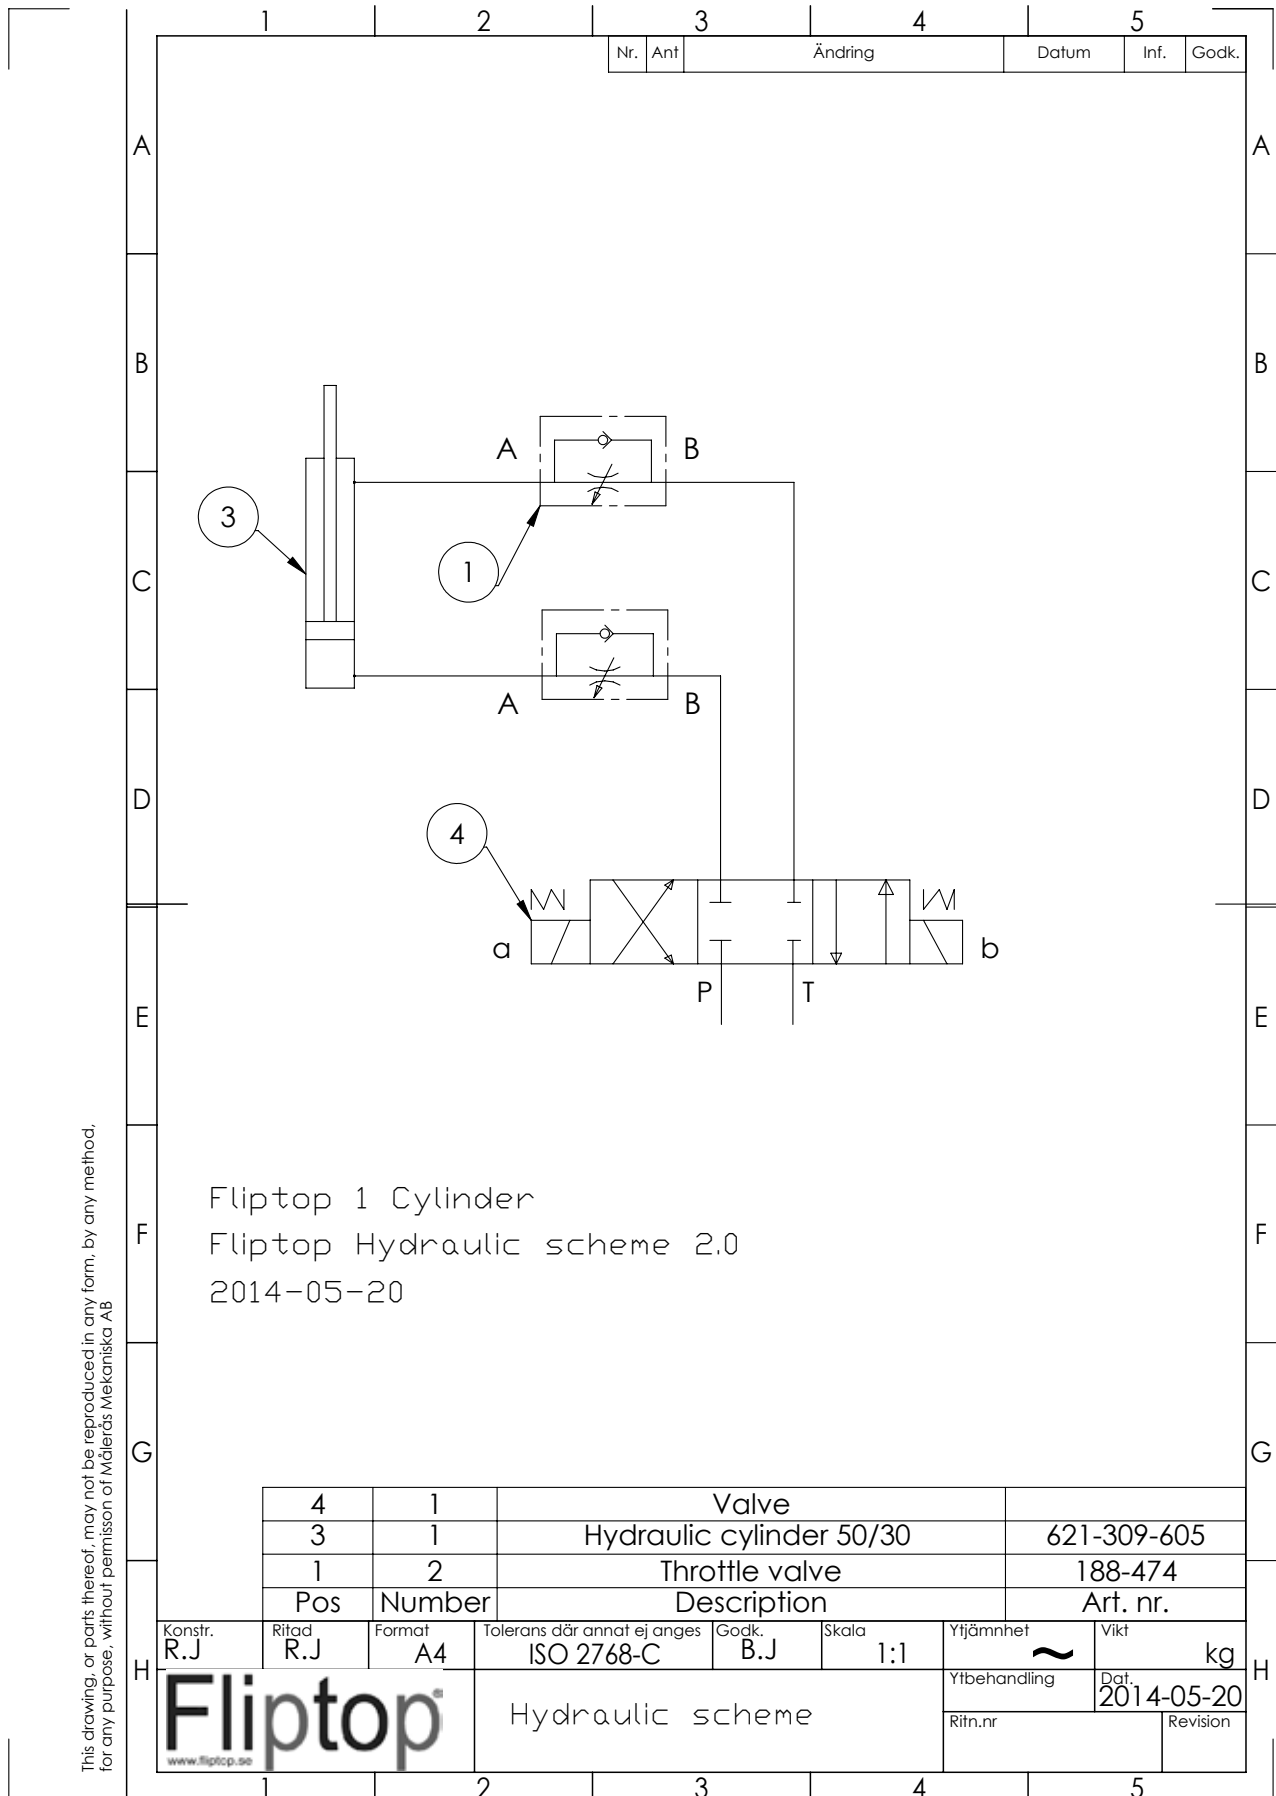 1 2 3 4 5
Nr. Ant Ändring Datum Inf. Godk.
A A
B B
A B
3
1
C C
A B
D D
4
a b
P T
E E
Fliptop 1 Cylinder
F Fliptop Hydraulic scheme 2.0 F
2014-05-20
This drawing, or parts thereof, may not be reproduced in any form, by any method,
for any purpose, without permisson of Målerås Mekaniska AB
G G
4 1 Valve
3 1 Hydraulic cylinder 50/30 621-309-605
1 2 Throttle valve 188-474
Pos Number Description Art. nr.
Konstr. Ritad Format Tolerans där annat ej anges Godk. Skala Ytjämnhet Vikt
R.J R.J A4 ISO 2768-C B.J 1:1 ~ kg
H H
Fliptop
www.fliptop.se
Hydraulic scheme
Ytbehandling Dat.
2014-05-20
Ritn.nr Revision
1 2 3 4 5